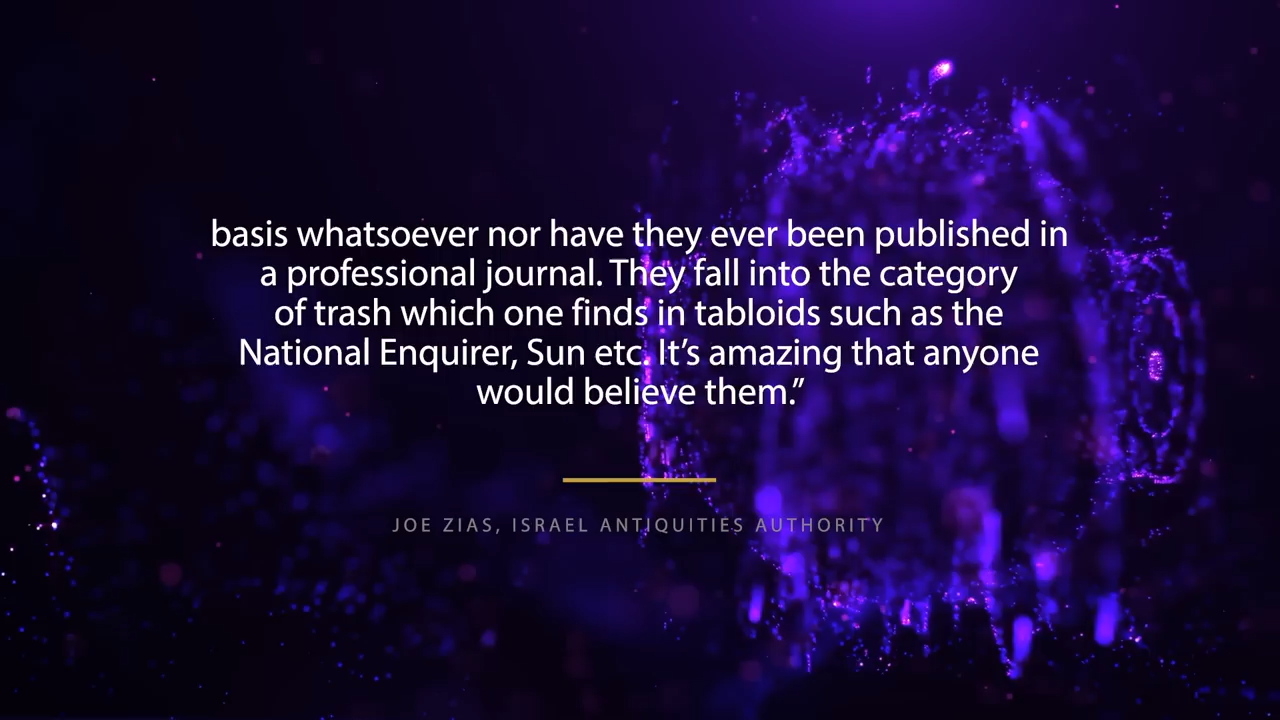 basis whatsoever nor have they ever been published in
a professional journal. They fall into the category
of trash which one finds in tabloids such as the
National Enquirer, Sun etc. It’s amazing that anyone
would believe them.”
JOE ZIAS, ISRAEL ANTIQUITIES AUTHORITY